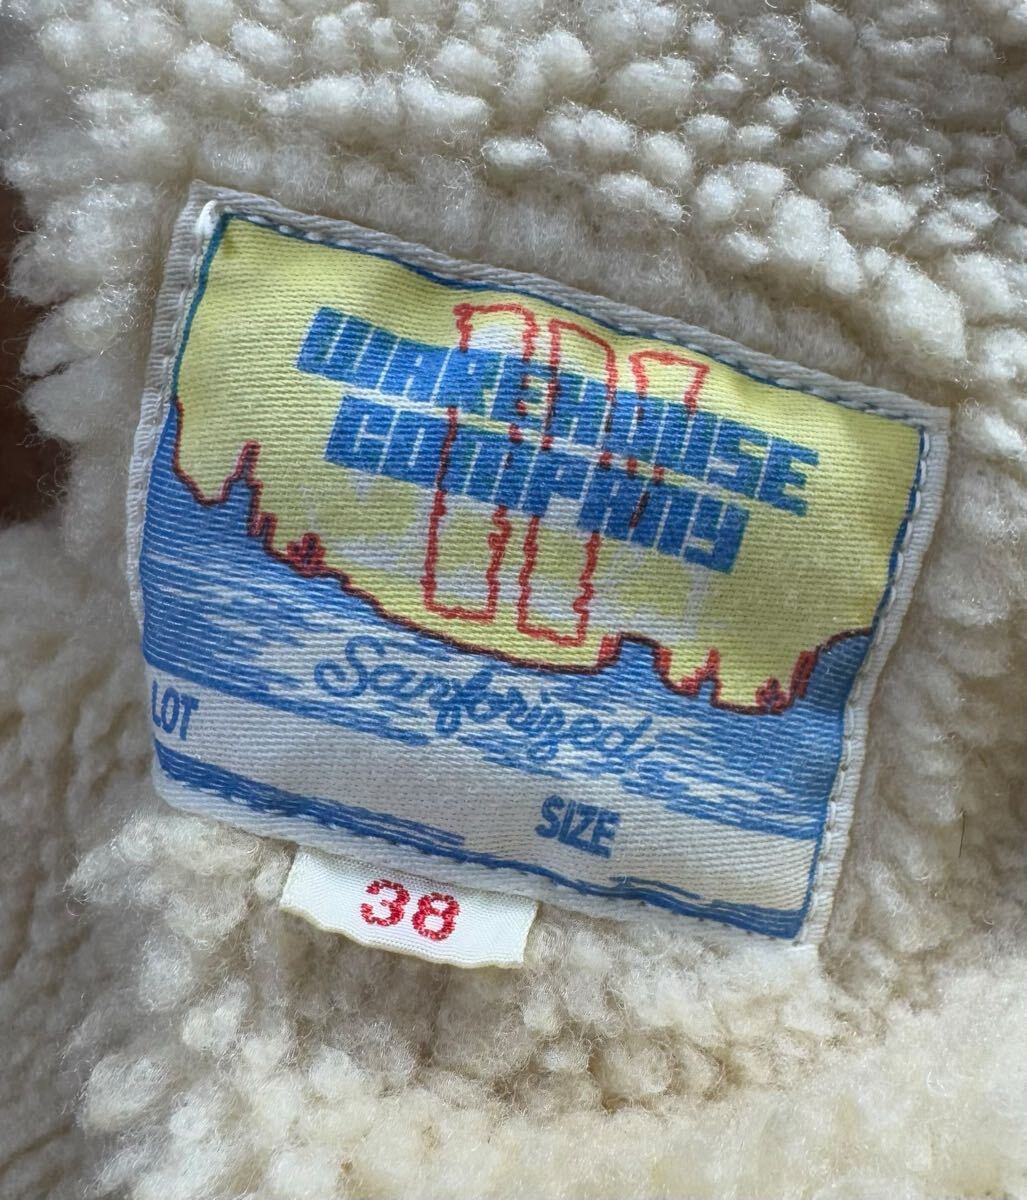 WAREHOUSE
COMPANY
Sanforized
LOT
SIZE
38